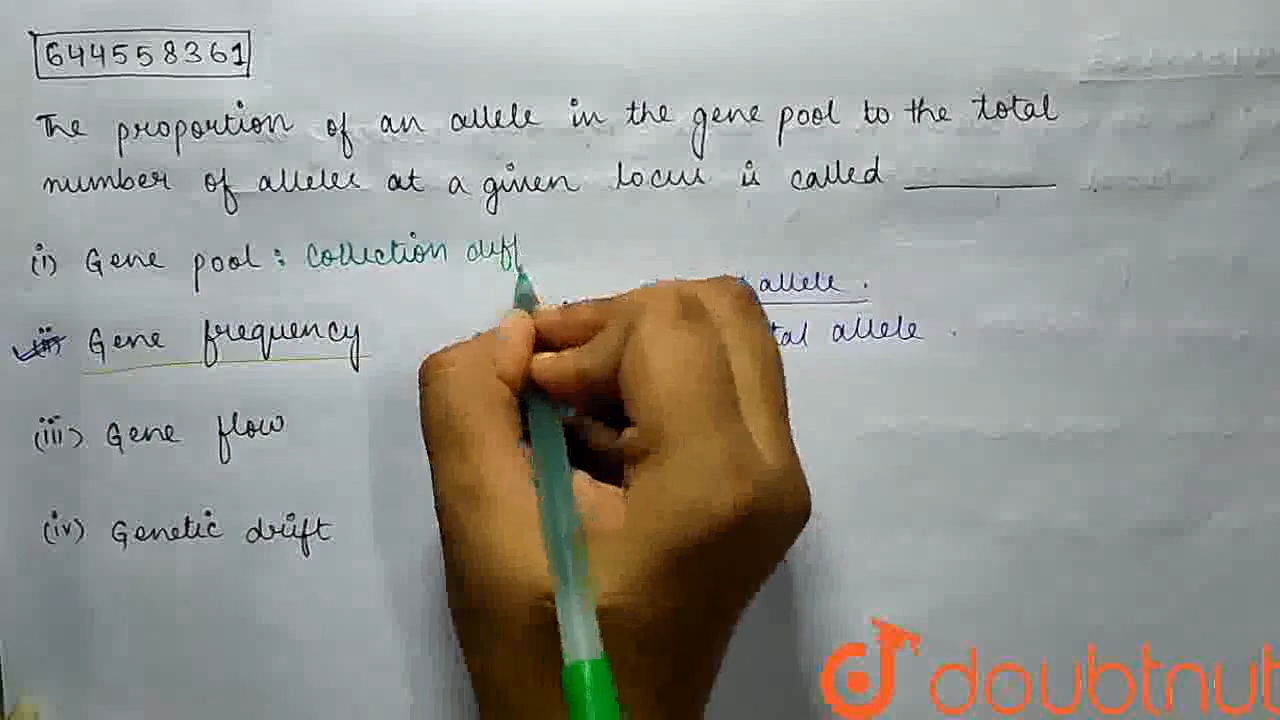 644558361
The proportion of an allele in the gene pool to the total
number of alleles at a given locus is called ________
(i) Gene pool : Collection diff
allele .
(ii) Gene frequency
allele .
(iii) Gene flow
(iv) Genetic drift
doubtnut